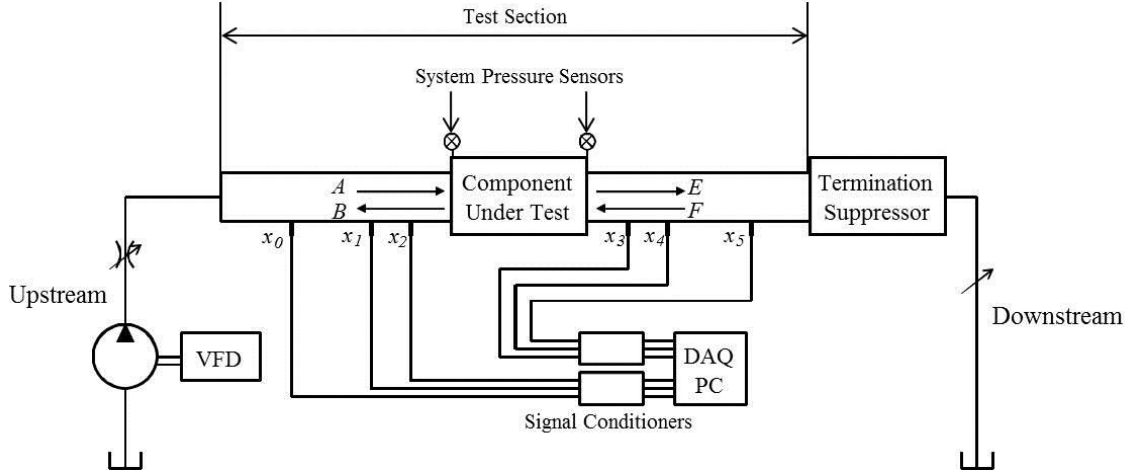 Test Section
System Pressure Sensors
A
B
Component
Under Test
E
F
Termination
Suppressor
x0
x1
x2
x3
x4
x5
Upstream
Downstream
VFD
DAQ
PC
Signal Conditioners